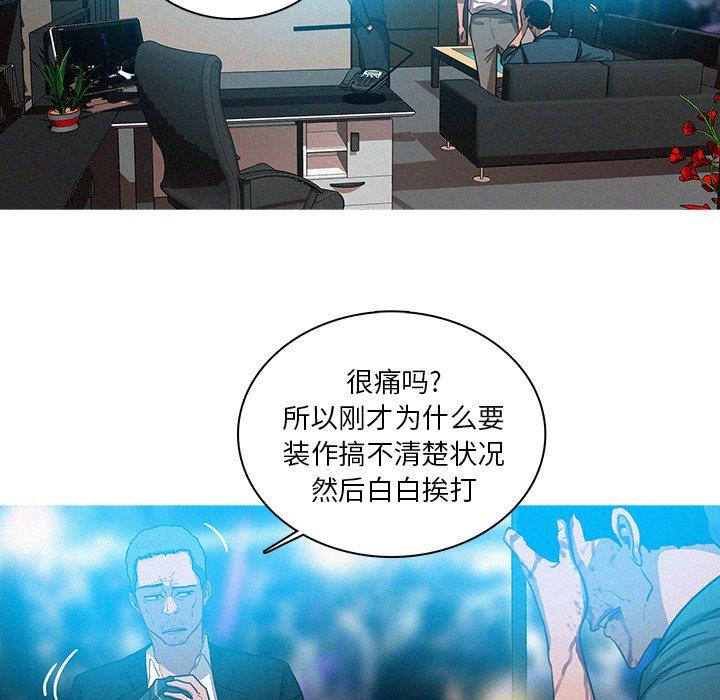 很痛吗?
所以刚才为什么要
装作搞不清楚状况
然后白白挨打